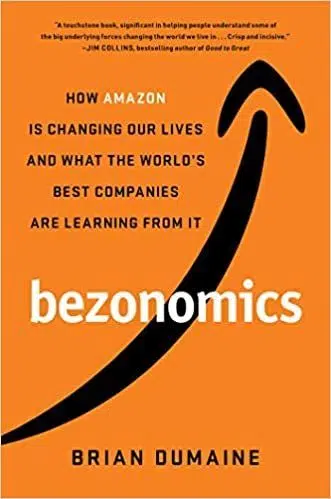 "A touchstone book, significant in helping people understand some of
the big underlying forces changing the world we live in . . . Crisp and incisive."
—JIM COLLINS, bestselling author of Good to Great
HOW AMAZON
IS CHANGING OUR LIVES
AND WHAT THE WORLD'S
BEST COMPANIES
ARE LEARNING FROM IT
bezonomics
BRIAN DUMAINE